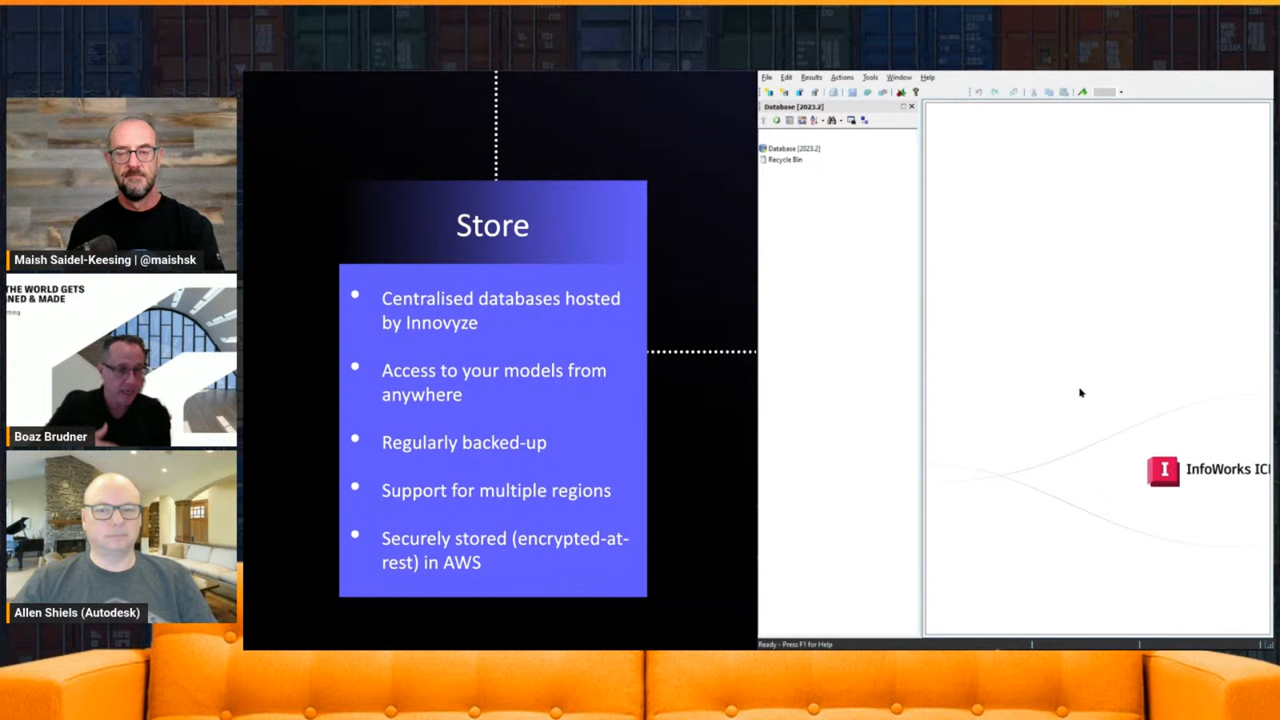 Maish Saidel-Keesing | @maishsk
THE WORLD GETS
NED & MADE
thing
Boaz Brudner
Allen Shiels (Autodesk)
Store
• Centralised databases hosted
by Innovyze
• Access to your models from
anywhere
• Regularly backed-up
• Support for multiple regions
• Securely stored (encrypted-at-
rest) in AWS
File Edit Results Actions Tools Window Help
Database [2023.2]
Database [2023.2]
Recycle Bin
I InfoWorks ICI
Ready - Press F1 for Help